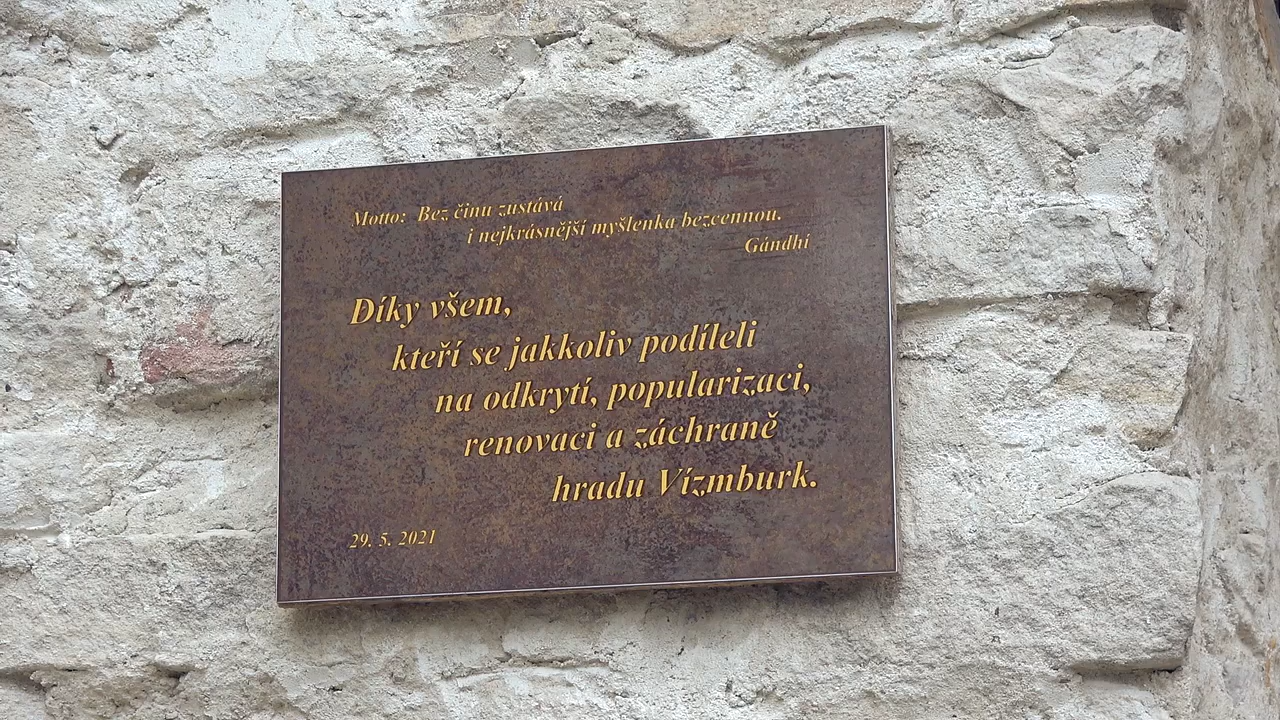 Motto: Bez činu zustává
i nejkrásnější myšlenka bezcennou.
Gándhí
Díky všem,
kteří se jakkoliv podíleli
na odkrytí, popularizaci,
renovaci a záchraně
hradu Vízmburk.
29. 5. 2021